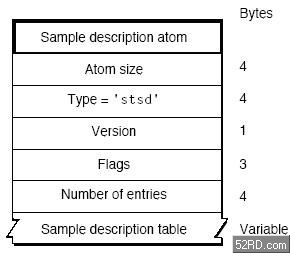 Bytes
Sample description atom
Atom size 4
Type = 'stsd' 4
Version 1
Flags 3
Number of entries 4
Sample description table Variable
52RD.com